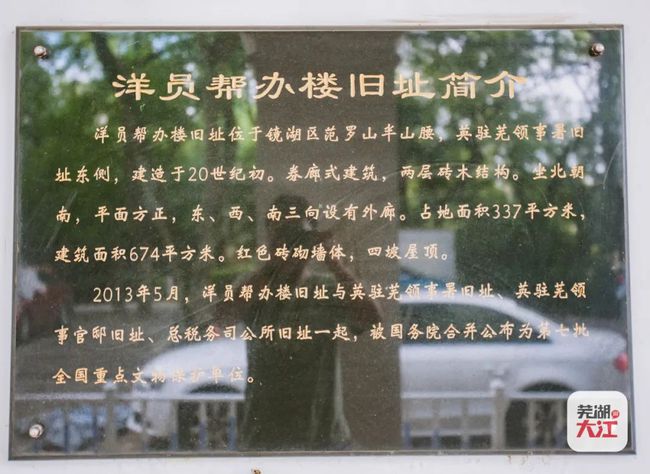 洋员帮办楼旧址简介
洋员帮办楼旧址位于镜湖区范罗山半山腰，英驻芜领事署旧
址东侧，建造于20世纪初。券廊式建筑，两层砖木结构。坐北朝
南，平面方正，东、西、南三向设有外廊。占地面积337平方米，
建筑面积674平方米。红色砖砌墙体，四坡屋顶。
2013年5月，洋员帮办楼旧址与英驻芜领事署旧址、英驻芜领
事官邸旧址、总税务司公所旧址一起，被国务院合并公布为第七批
全国重点文物保护单位。
芜湖
大江